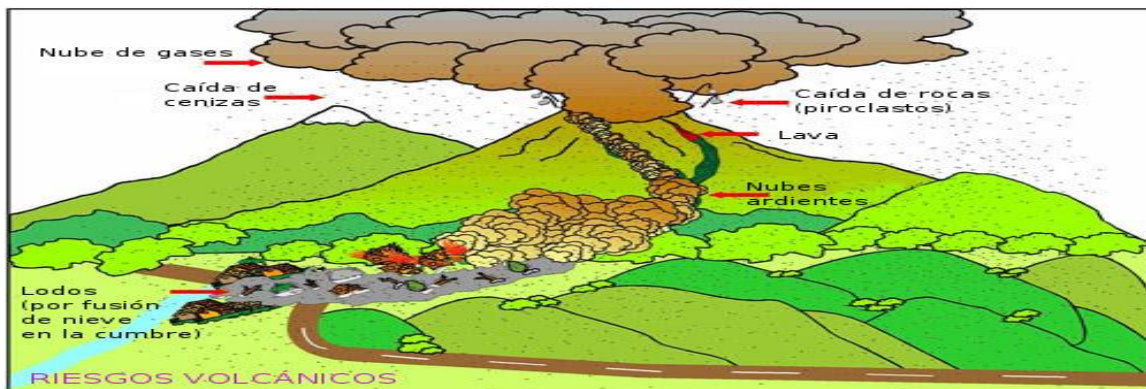 Nube de gases
Caída de
cenizas
Caída de rocas
(piroclastos)
Lava
Nubes
ardientes
Lodos
(por fusión
de nieve
en la cumbre)
RIESGOS VOLCÁNICOS